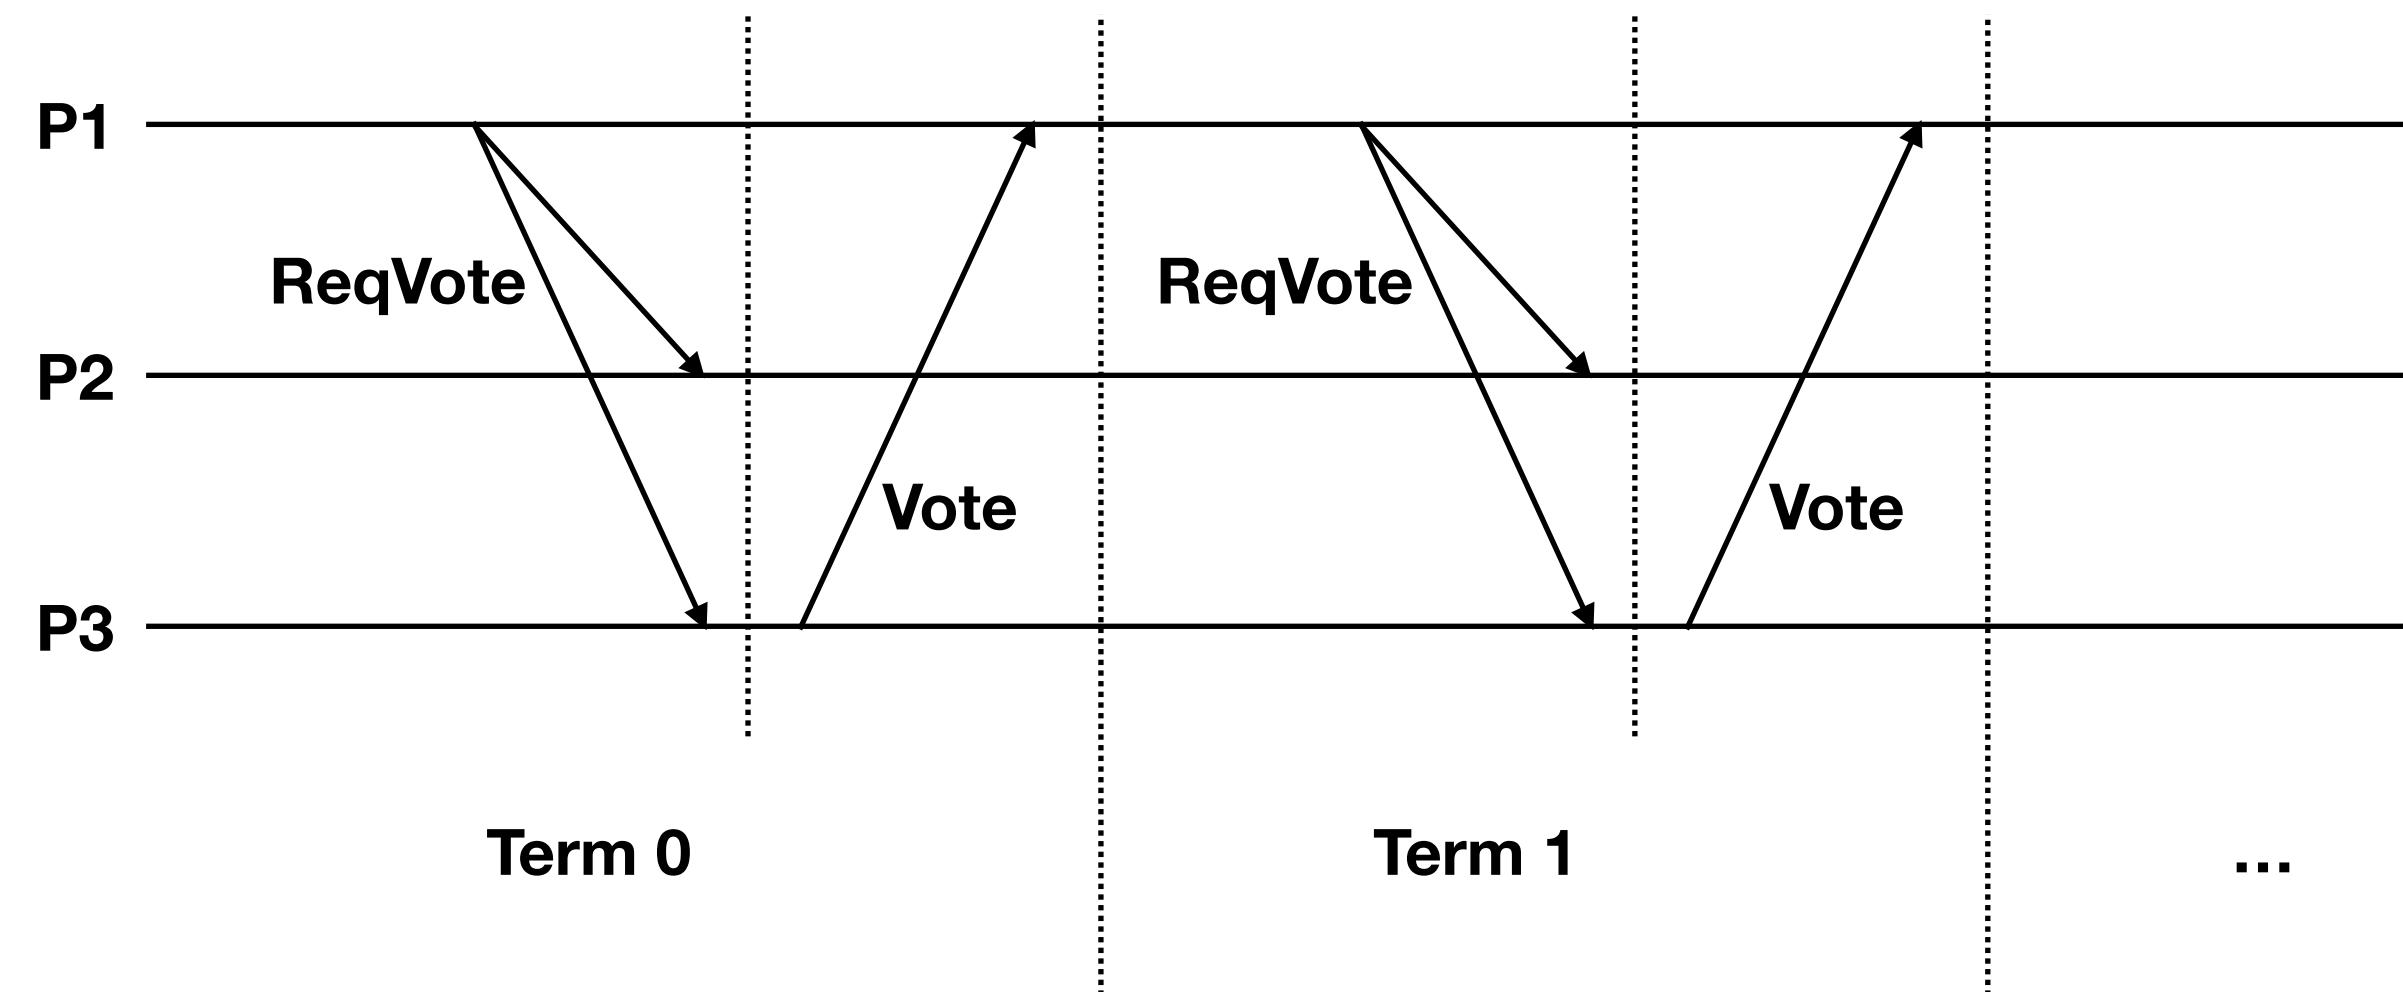 P1
ReqVote
ReqVote
P2
Vote
Vote
P3
Term 0
Term 1
...